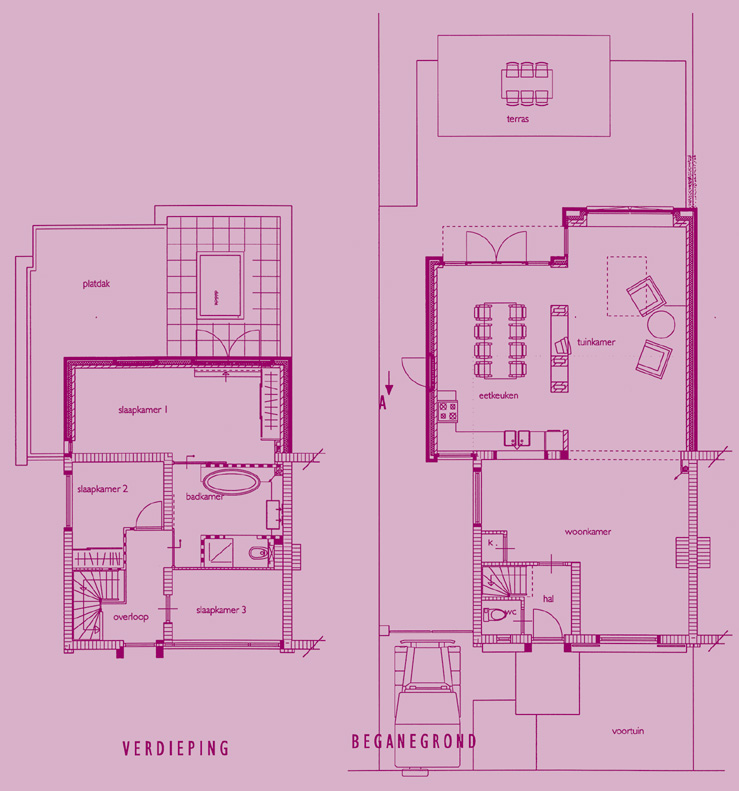 platdak
slaapkamer 1
slaapkamer 2
badkamer
overloop
slaapkamer 3
VERDIEPING
terras
tuinkamer
eetkeuken
A
woonkamer
k.
hal
wc
voortuin
BEGANEGROND